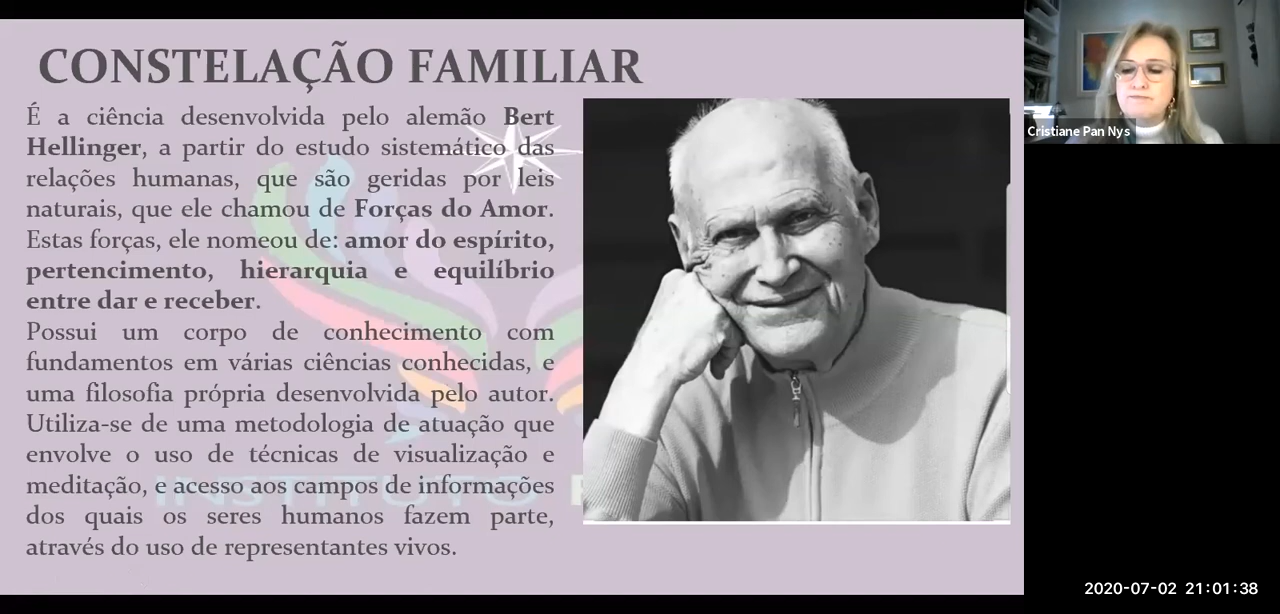 CONSTELAÇÃO FAMILIAR
É a ciência desenvolvida pelo alemão Bert
Hellinger, a partir do estudo sistemático das
relações humanas, que são geridas por leis
naturais, que ele chamou de Forças do Amor.
Estas forças, ele nomeou de: amor do espírito,
pertencimento, hierarquia e equilíbrio
entre dar e receber.
Possui um corpo de conhecimento com
fundamentos em várias ciências conhecidas, e
uma filosofia própria desenvolvida pelo autor.
Utiliza-se de uma metodologia de atuação que
envolve o uso de técnicas de visualização e
meditação, e acesso aos campos de informações
dos quais os seres humanos fazem parte,
através do uso de representantes vivos.
INSTITUTO
Cristiane Pan Nys
2020-07-02 21:01:38